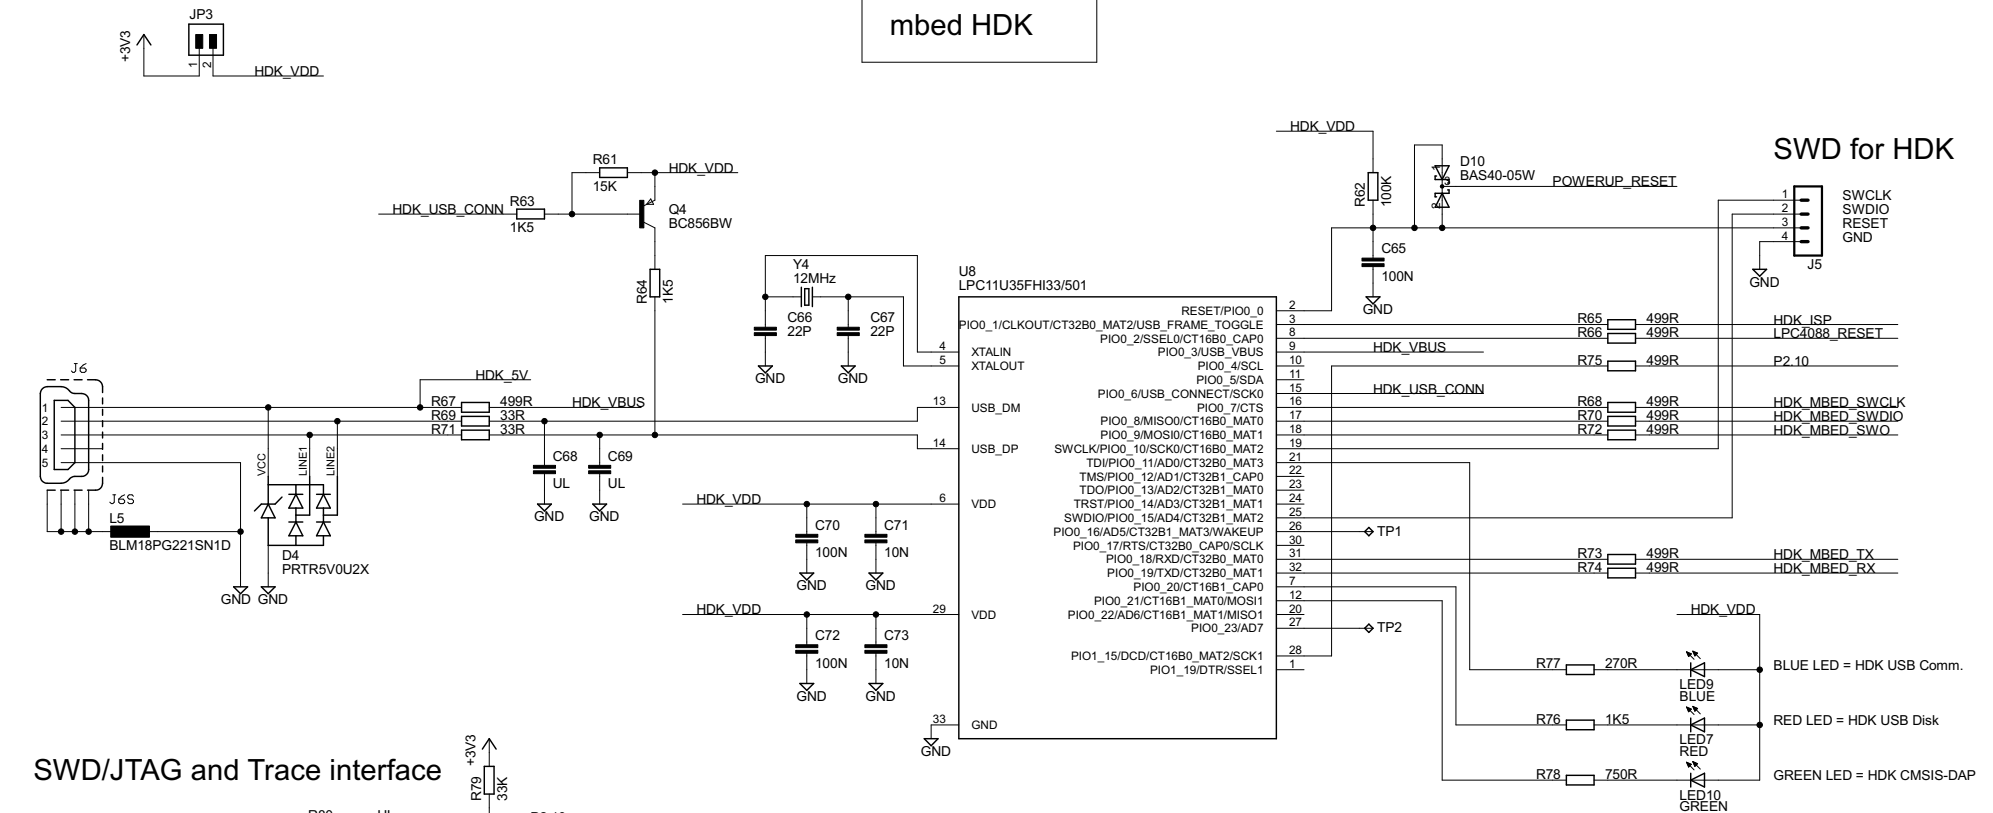 mbed HDK
JP3
+3V3
1
2
HDK_VDD
HDK_VDD
SWD for HDK
R61
15K
HDK_VDD
HDK_USB_CONN
R63
1K5
Q4
BC856BW
R64
1K5
R62
100K
D10
BAS40-05W
POWERUP_RESET
1
2
3
4
SWCLK
SWDIO
RESET
GND
J5
GND
C65
100N
GND
Y4
12MHz
C66
22P
C67
22P
GND
GND
U8
LPC11U35FHI33/501
4 XTALIN
5 XTALOUT
13 USB_DM
14 USB_DP
6 VDD
29 VDD
33 GND
GND
RESET/PIO0_0 2
PIO0_1/CLKOUT/CT32B0_MAT2/USB_FRAME_TOGGLE 3
PIO0_2/SSEL0/CT16B0_CAP0 8
PIO0_3/USB_VBUS 9
PIO0_4/SCL 10
PIO0_5/SDA 11
PIO0_6/USB_CONNECT/SCK0 15
PIO0_7/CTS 16
PIO0_8/MISO0/CT16B0_MAT0 17
PIO0_9/MOSI0/CT16B0_MAT1 18
SWCLK/PIO0_10/SCK0/CT16B0_MAT2 19
TDI/PIO0_11/AD0/CT32B0_MAT3 21
TMS/PIO0_12/AD1/CT32B1_CAP0 22
TDO/PIO0_13/AD2/CT32B1_MAT0 23
TRST/PIO0_14/AD3/CT32B1_MAT1 24
SWDIO/PIO0_15/AD4/CT32B1_MAT2 25
PIO0_16/AD5/CT32B1_MAT3/WAKEUP 26
PIO0_17/RTS/CT32B0_CAP0/SCLK 30
PIO0_18/RXD/CT32B0_MAT0 31
PIO0_19/TXD/CT32B0_MAT1 32
PIO0_20/CT16B1_CAP0 7
PIO0_21/CT16B1_MAT0/MOSI1 12
PIO0_22/AD6/CT16B1_MAT1/MISO1 20
PIO0_23/AD7 27
PIO1_15/DCD/CT16B0_MAT2/SCK1 28
PIO1_19/DTR/SSEL1 1
R65 499R HDK_ISP
R66 499R LPC4088_RESET
HDK_VBUS
R75 499R P2.10
HDK_USB_CONN
R68 499R HDK_MBED_SWCLK
R70 499R HDK_MBED_SWDIO
R72 499R HDK_MBED_SWO
TP1
R73 499R HDK_MBED_TX
R74 499R HDK_MBED_RX
TP2
HDK_VDD
R77 270R
LED9
BLUE
BLUE LED = HDK USB Comm.
R76 1K5
LED7
RED
RED LED = HDK USB Disk
R78 750R
LED10
GREEN
GREEN LED = HDK CMSIS-DAP
J6
1
2
3
4
5
HDK_5V
R67 499R HDK_VBUS
R69 33R
R71 33R
VCC
LINE1
LINE2
C68
UL
C69
UL
GND
GND
J6S
L5
BLM18PG221SN1D
D4
PRTR5V0U2X
GND
GND
HDK_VDD
C70
100N
C71
10N
GND
GND
HDK_VDD
C72
100N
C73
10N
GND
GND
SWD/JTAG and Trace interface
+3V3
R79
33K